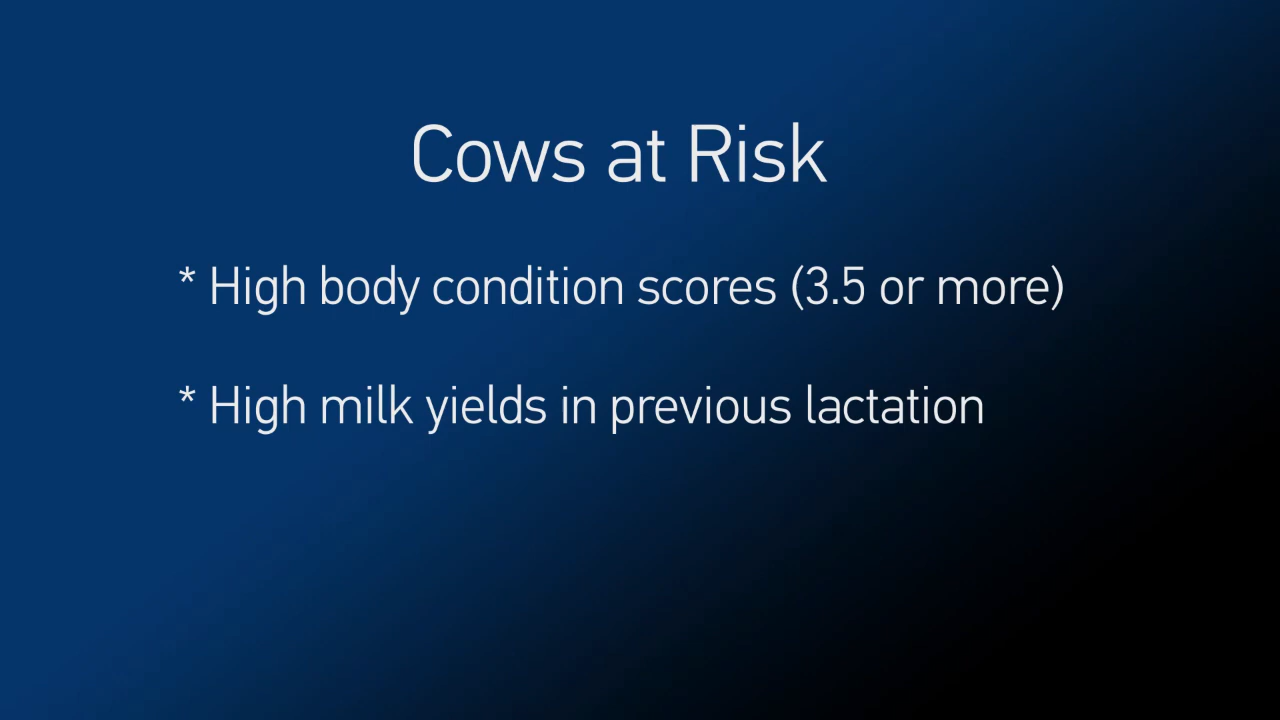 Cows at Risk
* High body condition scores (3.5 or more)
* High milk yields in previous lactation